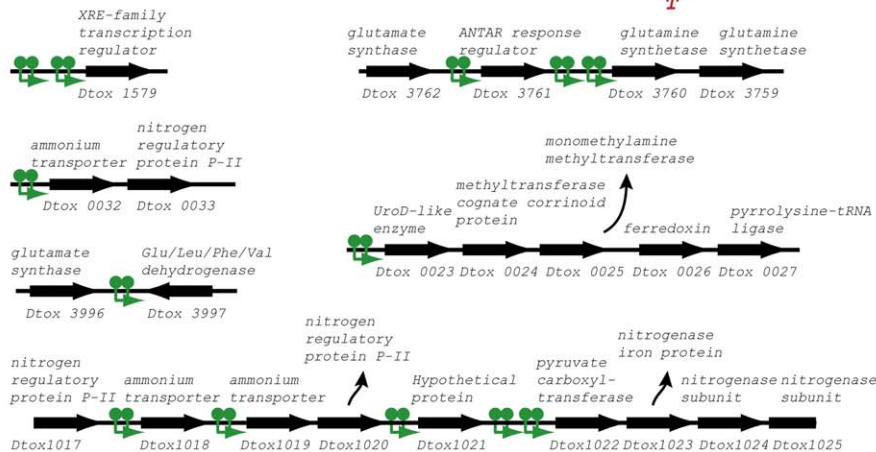 T
XRE-family
transcription
regulator
Dtox 1579
glutamate
synthase
ANTAR response
regulator
glutamine
synthetase
glutamine
synthetase
Dtox 3762
Dtox 3761
Dtox 3760
Dtox 3759
ammonium
transporter
nitrogen
regulatory
protein P-II
Dtox 0032
Dtox 0033
monomethylamine
methyltransferase
UroD-like
enzyme
methyltransferase
cognate corrinoid
protein
ferredoxin
pyrrolysine-tRNA
ligase
Dtox 0023
Dtox 0024
Dtox 0025
Dtox 0026
Dtox 0027
glutamate
synthase
Glu/Leu/Phe/Val
dehydrogenase
Dtox 3996
Dtox 3997
nitrogen
regulatory
protein P-II
ammonium
transporter
ammonium
transporter
nitrogen
regulatory
protein P-II
Hypothetical
protein
pyruvate
carboxyl-
transferase
nitrogenase
iron protein
nitrogenase
subunit
nitrogenase
subunit
Dtox1017
Dtox1018
Dtox1019
Dtox1020
Dtox1021
Dtox1022
Dtox1023
Dtox1024
Dtox1025